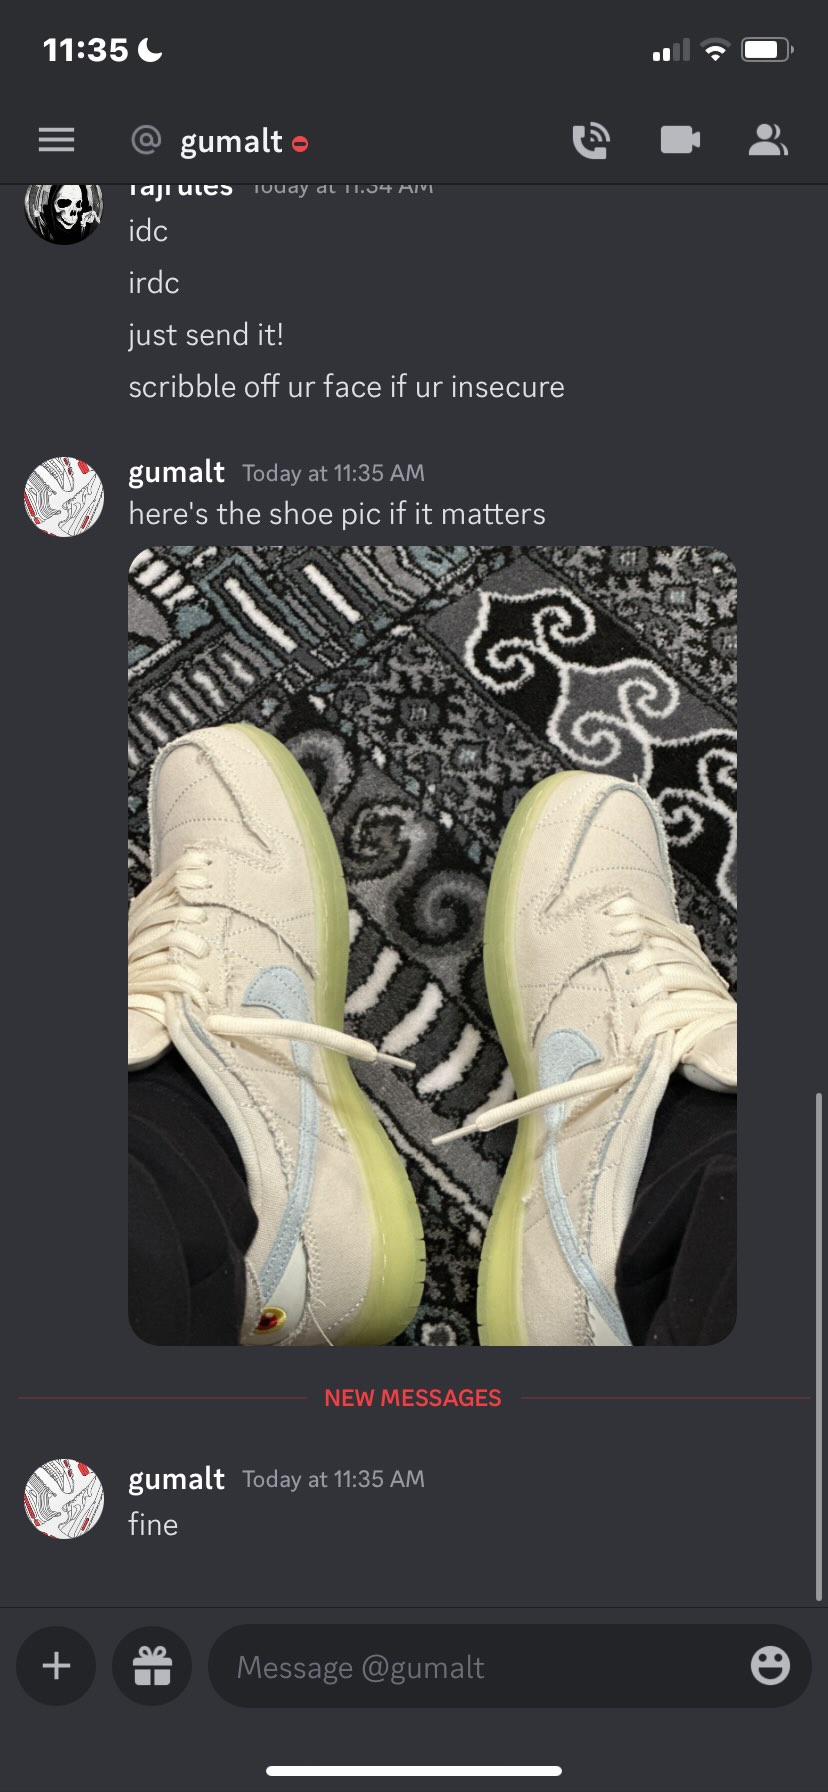 11:35
gumalt
rajrules Today at 11:34 AM
idc
irdc
just send it!
scribble off ur face if ur insecure
gumalt Today at 11:35 AM
here's the shoe pic if it matters
NEW MESSAGES
gumalt Today at 11:35 AM
fine
Message @gumalt